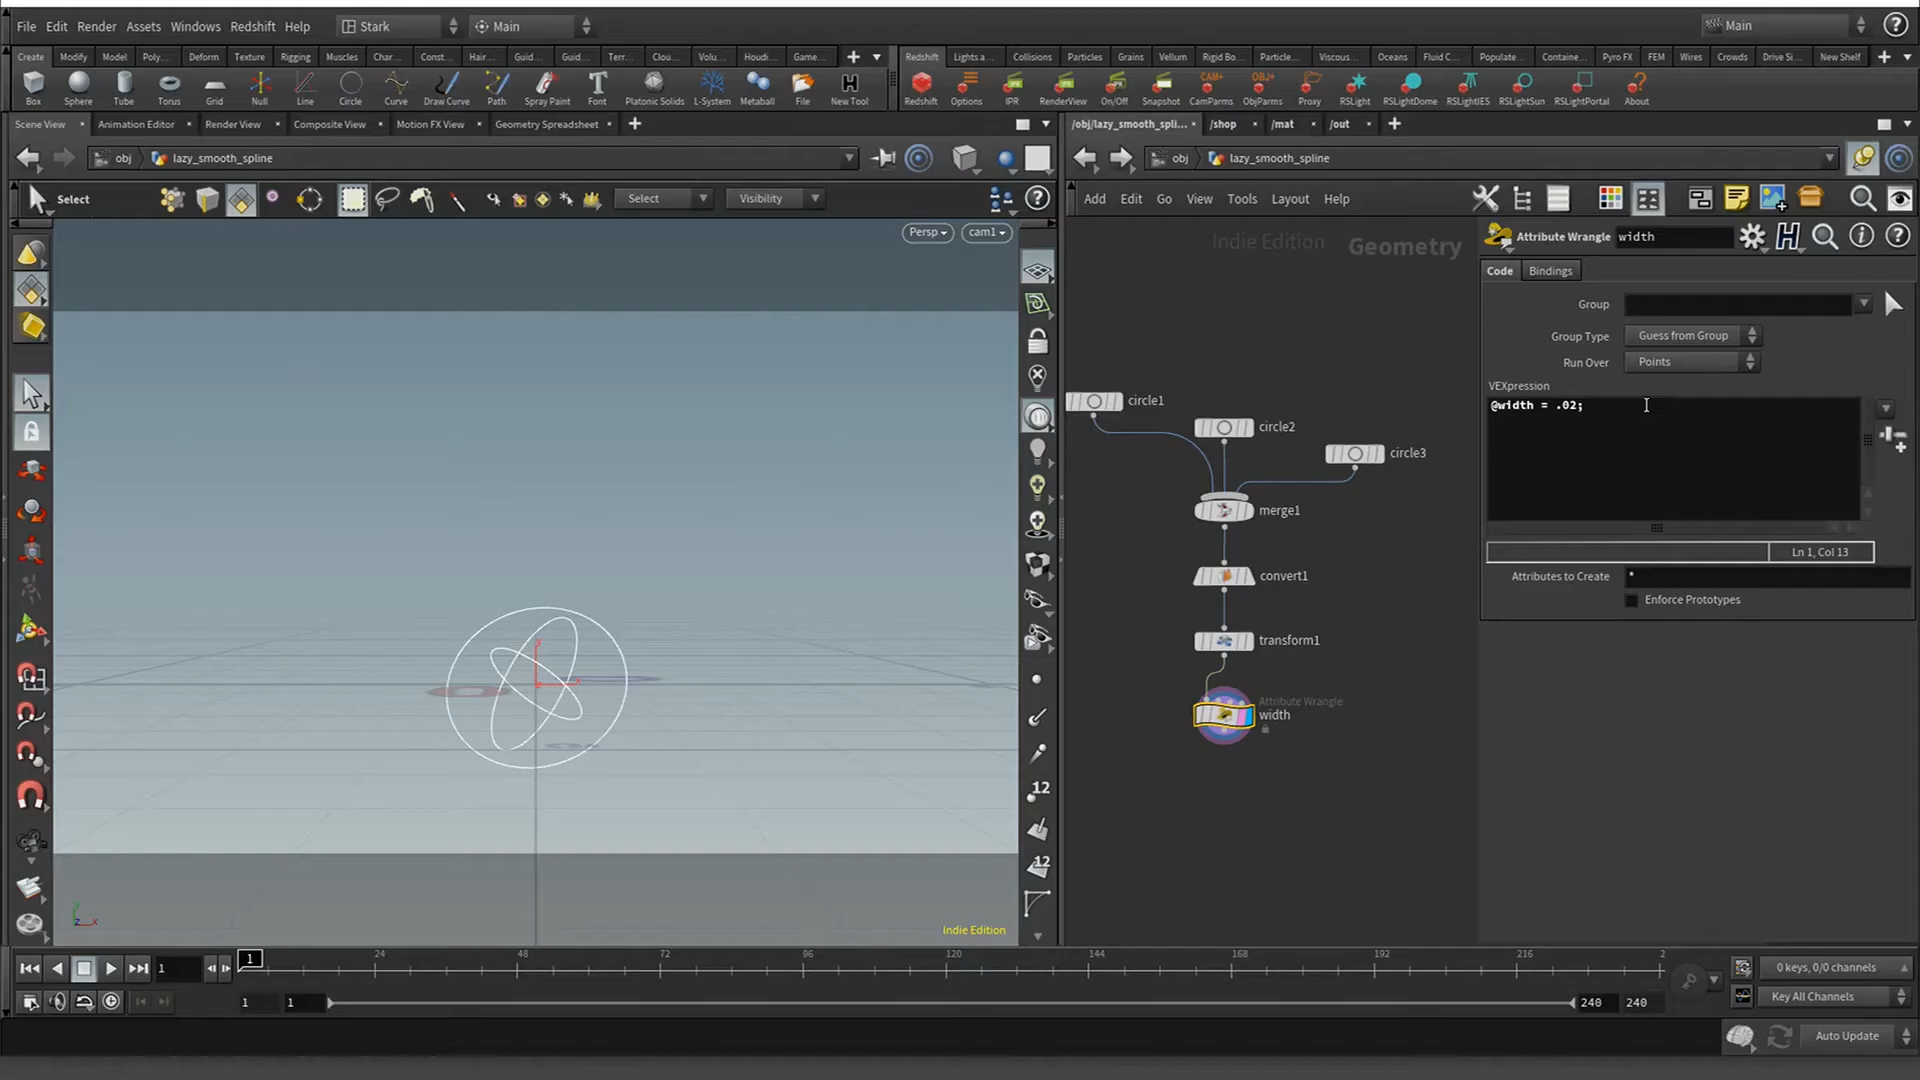 File Edit Render Assets Windows Redshift Help Stark Main Main
Create Modify Model Poly... Deform Texture Rigging Muscles Char... Const... Hair... Guid... Guid... Terr... Clou... Volu... Houdi... Game...
Redshift Lights a... Collisions Particles Grains Vellum Rigid Bo... Particle... Viscous... Oceans Fluid C... Populate... Containe... Pyro FX FEM Wires Crowds Drive Si... New Shelf
Box Sphere Tube Torus Grid Null Line Circle Curve Draw Curve Path Spray Paint Font Platonic Solids L-System Metaball File New Tool
CAM+ OBJ+
Redshift Options IPR RenderView On/Off Snapshot CamParms ObjParms Proxy RSLight RSLightDome RSLightIES RSLightSun RSLightPortal About
Scene View Animation Editor Render View Composite View Motion FX View Geometry Spreadsheet
/obj/lazy_smooth_spli... /shop /mat /out
obj lazy_smooth_spline
obj lazy_smooth_spline
Select Select Visibility
Add Edit Go View Tools Layout Help
Persp cam1
Indie Edition Geometry
Attribute Wrangle width
Code Bindings
Group
Group Type Guess from Group
Run Over Points
VEXpression
@width = .02;
Ln 1, Col 13
Attributes to Create *
Enforce Prototypes
circle1
circle2
circle3
merge1
convert1
transform1
Attribute Wrangle
width
y
x
z
12
12
y
z x
Indie Edition
1 1 24 48 72 96 120 144 168 192 216 2
0 keys, 0/0 channels
1 1 240 240
Key All Channels
Auto Update